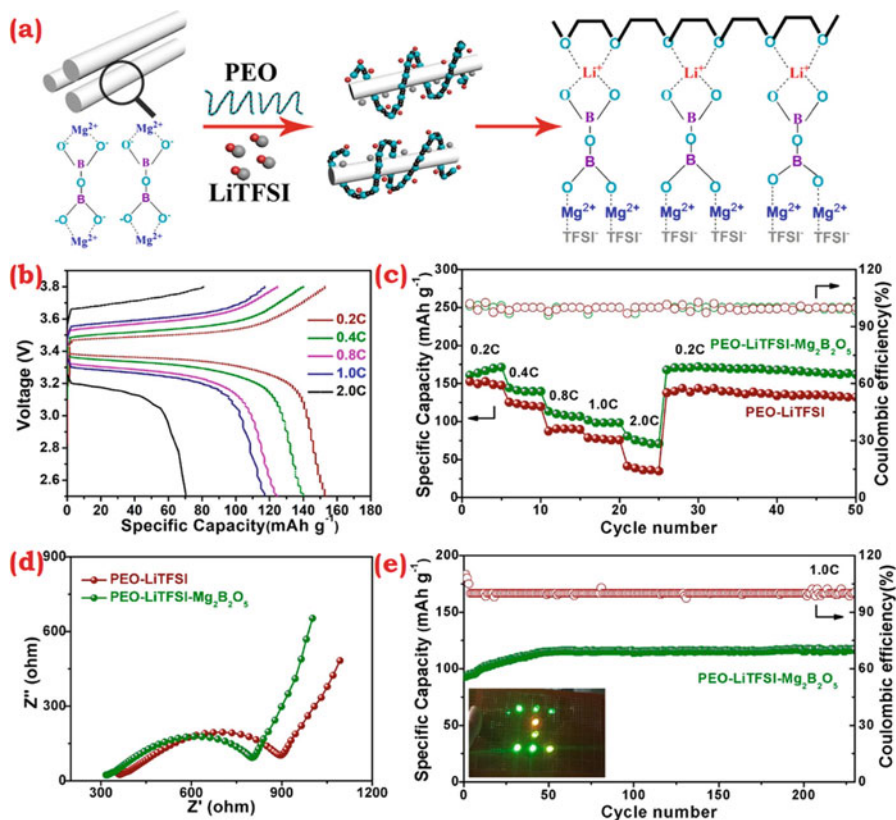 (a)
PEO
LiTFSI
Mg²⁺ Mg²⁺
O⁻ O⁻ O⁻ O⁻
B B
O O
B B
⁻O O⁻ ⁻O O⁻
Mg²⁺ Mg²⁺
O O O O O O
Li⁺ Li⁺ Li⁺
O O O O O O
B B B
O O O
B B B
O O O O O O
Mg²⁺ Mg²⁺ Mg²⁺ Mg²⁺ Mg²⁺ Mg²⁺
TFSI⁻ TFSI⁻ TFSI⁻ TFSI⁻ TFSI⁻ TFSI⁻
(b)
Voltage (V)
3.8
3.6
3.4
3.2
3.0
2.8
2.6
0.2C
0.4C
0.8C
1.0C
2.0C
0 20 40 60 80 100 120 140 160 180
Specific Capacity(mAh g⁻¹)
(c)
Specific Capacity (mAh g⁻¹)
300
250
200
150
100
50
0
0.2C
0.4C
0.8C
1.0C
2.0C
0.2C
PEO-LiTFSI-Mg₂B₂O₅
PEO-LiTFSI
120
90
60
30
0
Coulombic efficiency(%)
0 10 20 30 40 50
Cycle number
(d)
Z'' (ohm)
900
600
300
0
PEO-LiTFSI
PEO-LiTFSI-Mg₂B₂O₅
300 600 900 1200
Z' (ohm)
(e)
Specific Capacity (mAh g⁻¹)
200
150
100
50
0
1.0C
PEO-LiTFSI-Mg₂B₂O₅
120
100
80
60
40
20
0
Coulombic efficiency(%)
0 50 100 150 200
Cycle number